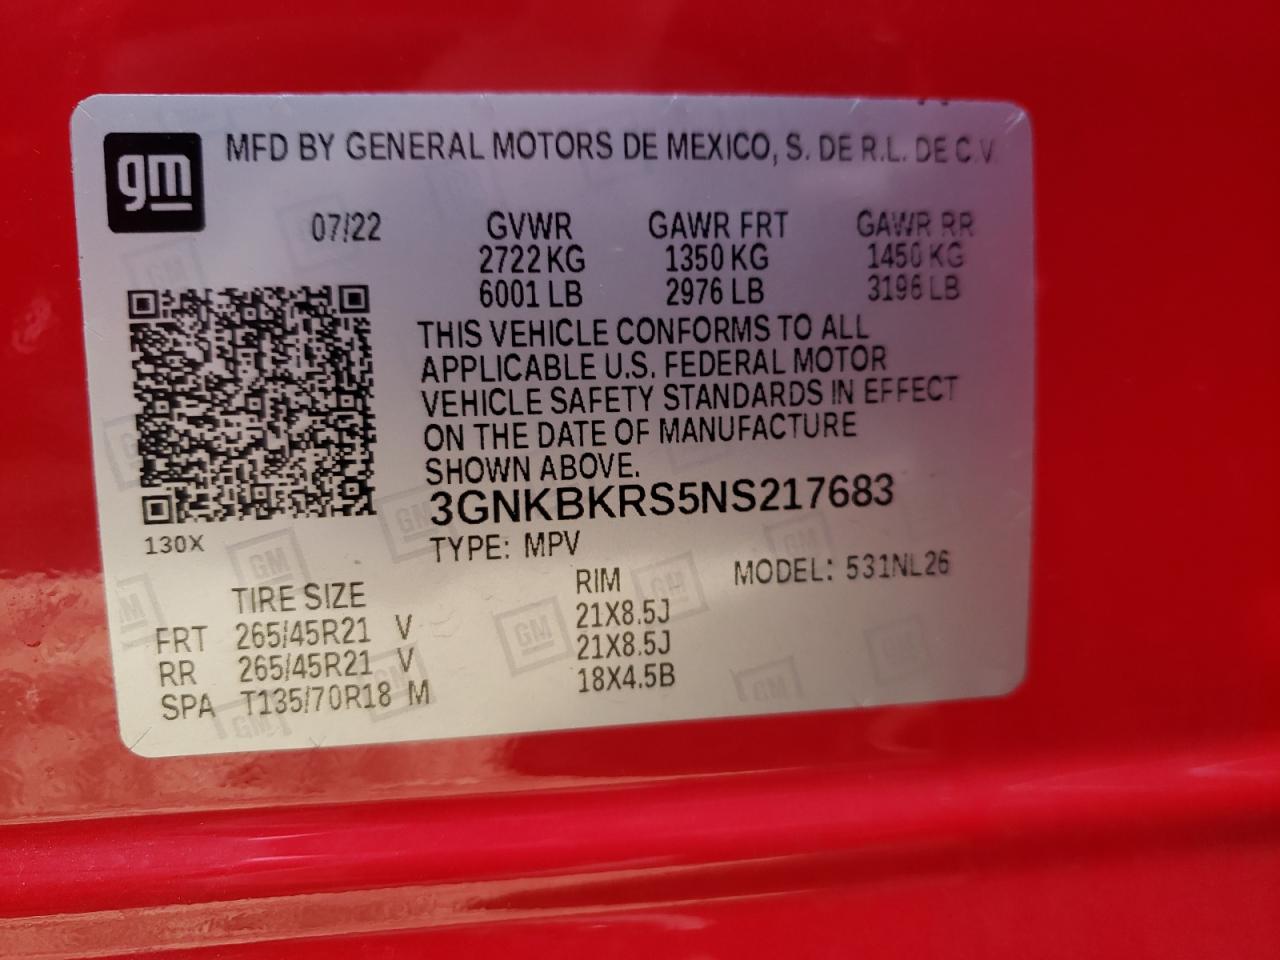 gm
MFD BY GENERAL MOTORS DE MEXICO, S. DE R.L. DE C.V.
07/22 GVWR GAWR FRT GAWR RR
2722 KG 1350 KG 1450 KG
6001 LB 2976 LB 3196 LB
THIS VEHICLE CONFORMS TO ALL
APPLICABLE U.S. FEDERAL MOTOR
VEHICLE SAFETY STANDARDS IN EFFECT
ON THE DATE OF MANUFACTURE
SHOWN ABOVE.
3GNKBKRS5NS217683
130X
TYPE: MPV MODEL: 531NL26
TIRE SIZE RIM
FRT 265/45R21 V 21X8.5J
RR 265/45R21 V 21X8.5J
SPA T135/70R18 M 18X4.5B